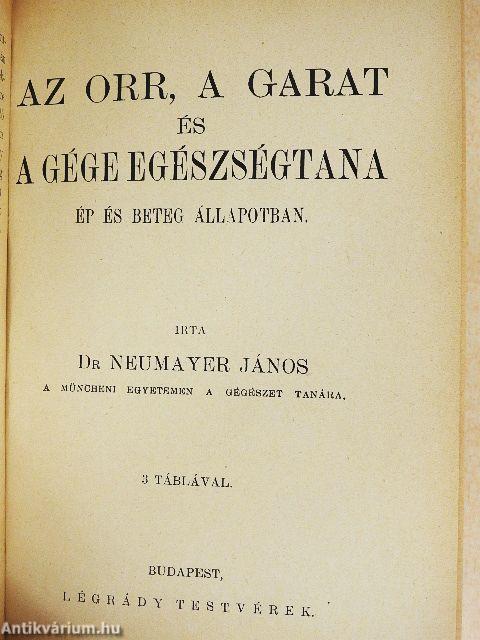 AZ ORR, A GARAT
ÉS
A GÉGE EGÉSZSÉGTANA
ÉP ÉS BETEG ÁLLAPOTBAN.
IRTA
DR NEUMAYER JÁNOS
A MÜNCHENI EGYETEMEN A GÉGÉSZET TANÁRA.
3 TÁBLÁVAL.
BUDAPEST,
LÉGRÁDY TESTVÉREK.
Antikvárium.hu